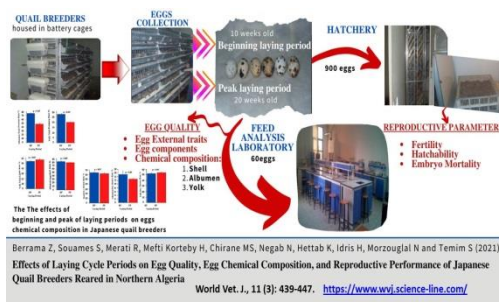 QUAIL BREEDERS
housed in battery cages
EGGS
COLLECTION
10 weeks old
Beginning laying period
Peak laying period
20 weeks old
HATCHERY
900 eggs
EGG QUALITY
• Egg External traits
• Egg components
• Chemical composition:
1. Shell
2. Albumen
3. Yolk
FEED
ANALYSIS
LABORATORY
60eggs
REPRODUCTIVE PARAMETER
• Fertility
• Hatchability
• Embryo Mortality
The The effects of
beginning and peak of laying periods on eggs
chemical composition in Japanese quail breeders
Berrama Z, Souames S, Merati R, Mefti Korteby H, Chirane MS, Negab N, Hettab K, Idris H, Morzouglal N and Temim S (2021)
Effects of Laying Cycle Periods on Egg Quality, Egg Chemical Composition, and Reproductive Performance of Japanese
Quail Breeders Reared in Northern Algeria
World Vet. J., 11 (3): 439-447. https://www.wvj.science-line.com/